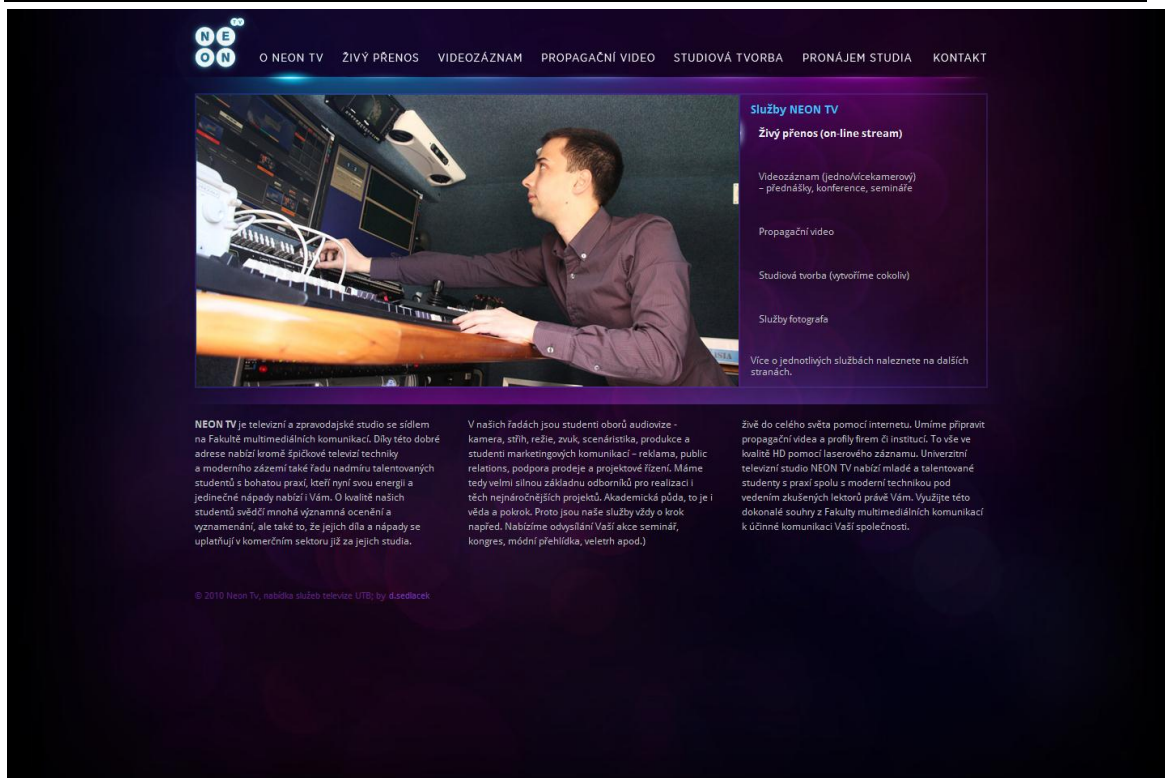 NE TV
ON
O NEON TV ŽIVÝ PŘENOS VIDEOZÁZNAM PROPAGAČNÍ VIDEO STUDIOVÁ TVORBA PRONÁJEM STUDIA KONTAKT
Služby NEON TV
Živý přenos (on-line stream)
Videozáznam (jedno/vícekamerový)
– přednášky, konference, semináře
Propagační video
Studiová tvorba (vytvoříme cokoliv)
Služby fotografa
Více o jednotlivých službách naleznete na dalších
stranách.
NEON TV je televizní a zpravodajské studio se sídlem
na Fakultě multimediálních komunikací. Díky této dobré
adrese nabízí kromě špičkové televizí techniky
a moderního zázemí také řadu nadmíru talentovaných
studentů s bohatou praxí, kteří nyní svou energii a
jedinečné nápady nabízí i Vám. O kvalitě našich
studentů svědčí mnohá významná ocenění a
vyznamenání, ale také to, že jejich díla a nápady se
uplatňují v komerčním sektoru již za jejich studia.
V našich řadách jsou studenti oborů audiovize -
kamera, střih, režie, zvuk, scenáristika, produkce a
studenti marketingových komunikací – reklama, public
relations, podpora prodeje a projektové řízení. Máme
tedy velmi silnou základnu odborníků pro realizaci i
těch nejnáročnějších projektů. Akademická půda, to je i
věda a pokrok. Proto jsou naše služby vždy o krok
napřed. Nabízíme odvysílání Vaší akce seminář,
kongres, módní přehlídka, veletrh apod.)
živě do celého světa pomocí internetu. Umíme připravit
propagační videa a profily firem či institucí. To vše ve
kvalitě HD pomocí laserového záznamu. Univerzitní
televizní studio NEON TV nabízí mladé a talentované
studenty s praxí spolu s moderní technikou pod
vedením zkušených lektorů právě Vám. Využijte této
dokonalé souhry z Fakulty multimediálních komunikací
k účinné komunikaci Vaší společnosti.
© 2010 Neon Tv, nabídka služeb televize UTB; by d.sedlacek